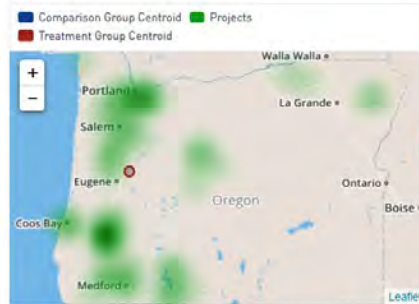 Comparison Group Centroid Projects
Treatment Group Centroid
+
−
Walla Walla
Portland
La Grande
Salem
Eugene
Ontario
Oregon
Boise
Coos Bay
Medford
Leafle